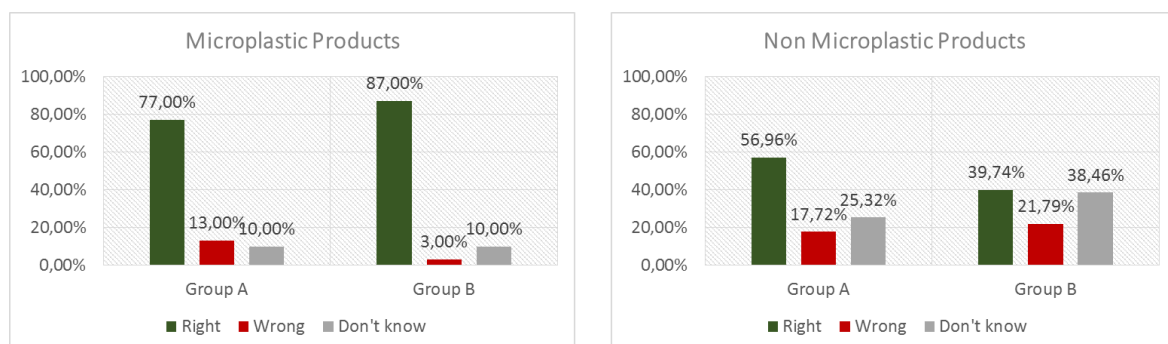 Microplastic Products
100,00%
80,00%
60,00%
40,00%
20,00%
0,00%
77,00%
13,00%
10,00%
87,00%
3,00%
10,00%
Group A
Group B
Right
Wrong
Don't know
Non Microplastic Products
100,00%
80,00%
60,00%
40,00%
20,00%
0,00%
56,96%
17,72%
25,32%
39,74%
21,79%
38,46%
Group A
Group B
Right
Wrong
Don't know